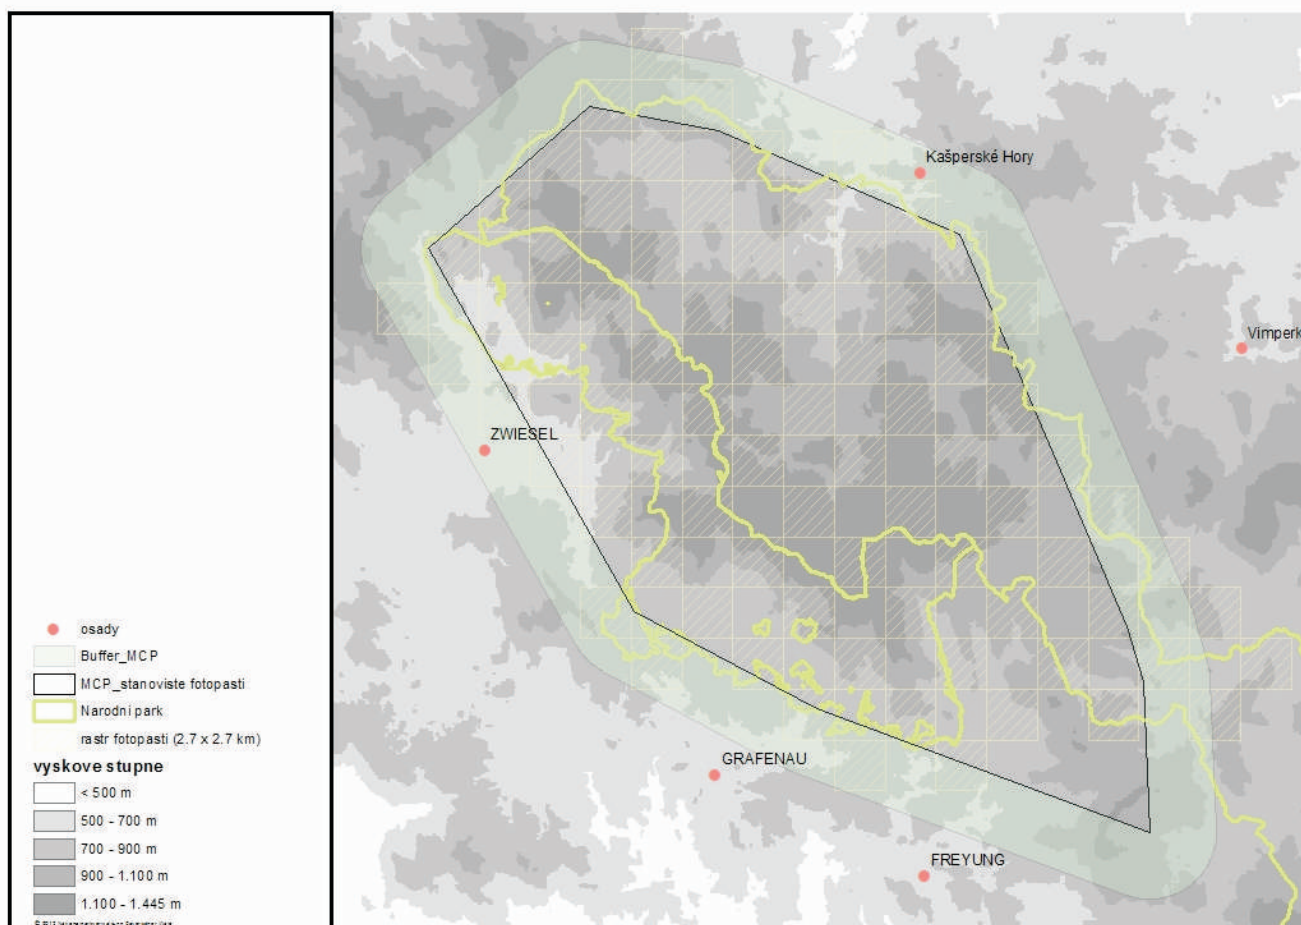 Kašperské Hory
Vimperk
ZWIESEL
GRAFENAU
FREYUNG
osady
Buffer_MCP
MCP_stanoviste fotopasti
Narodni park
rastr fotopasti (2.7 x 2.7 km)
vyskove stupne
< 500 m
500 - 700 m
700 - 900 m
900 - 1.100 m
1.100 - 1.445 m